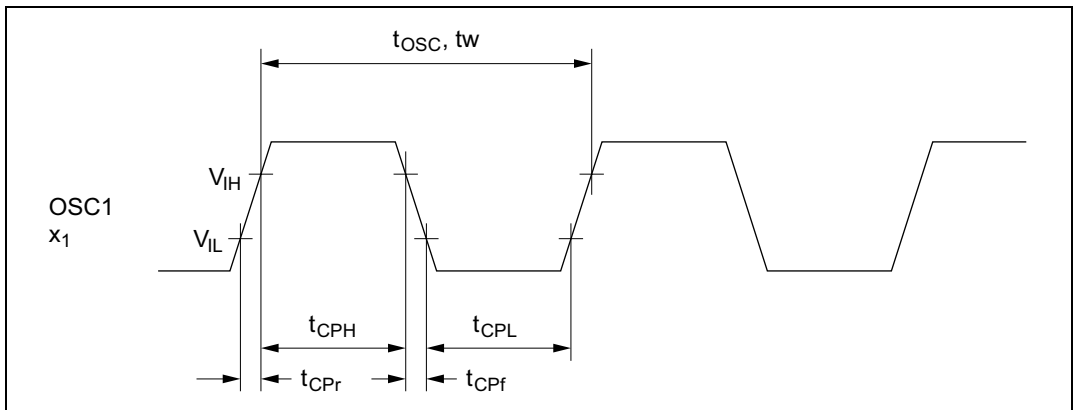 tOSC, tw
VIH
OSC1
x1
VIL
tCPH
tCPL
tCPr
tCPf